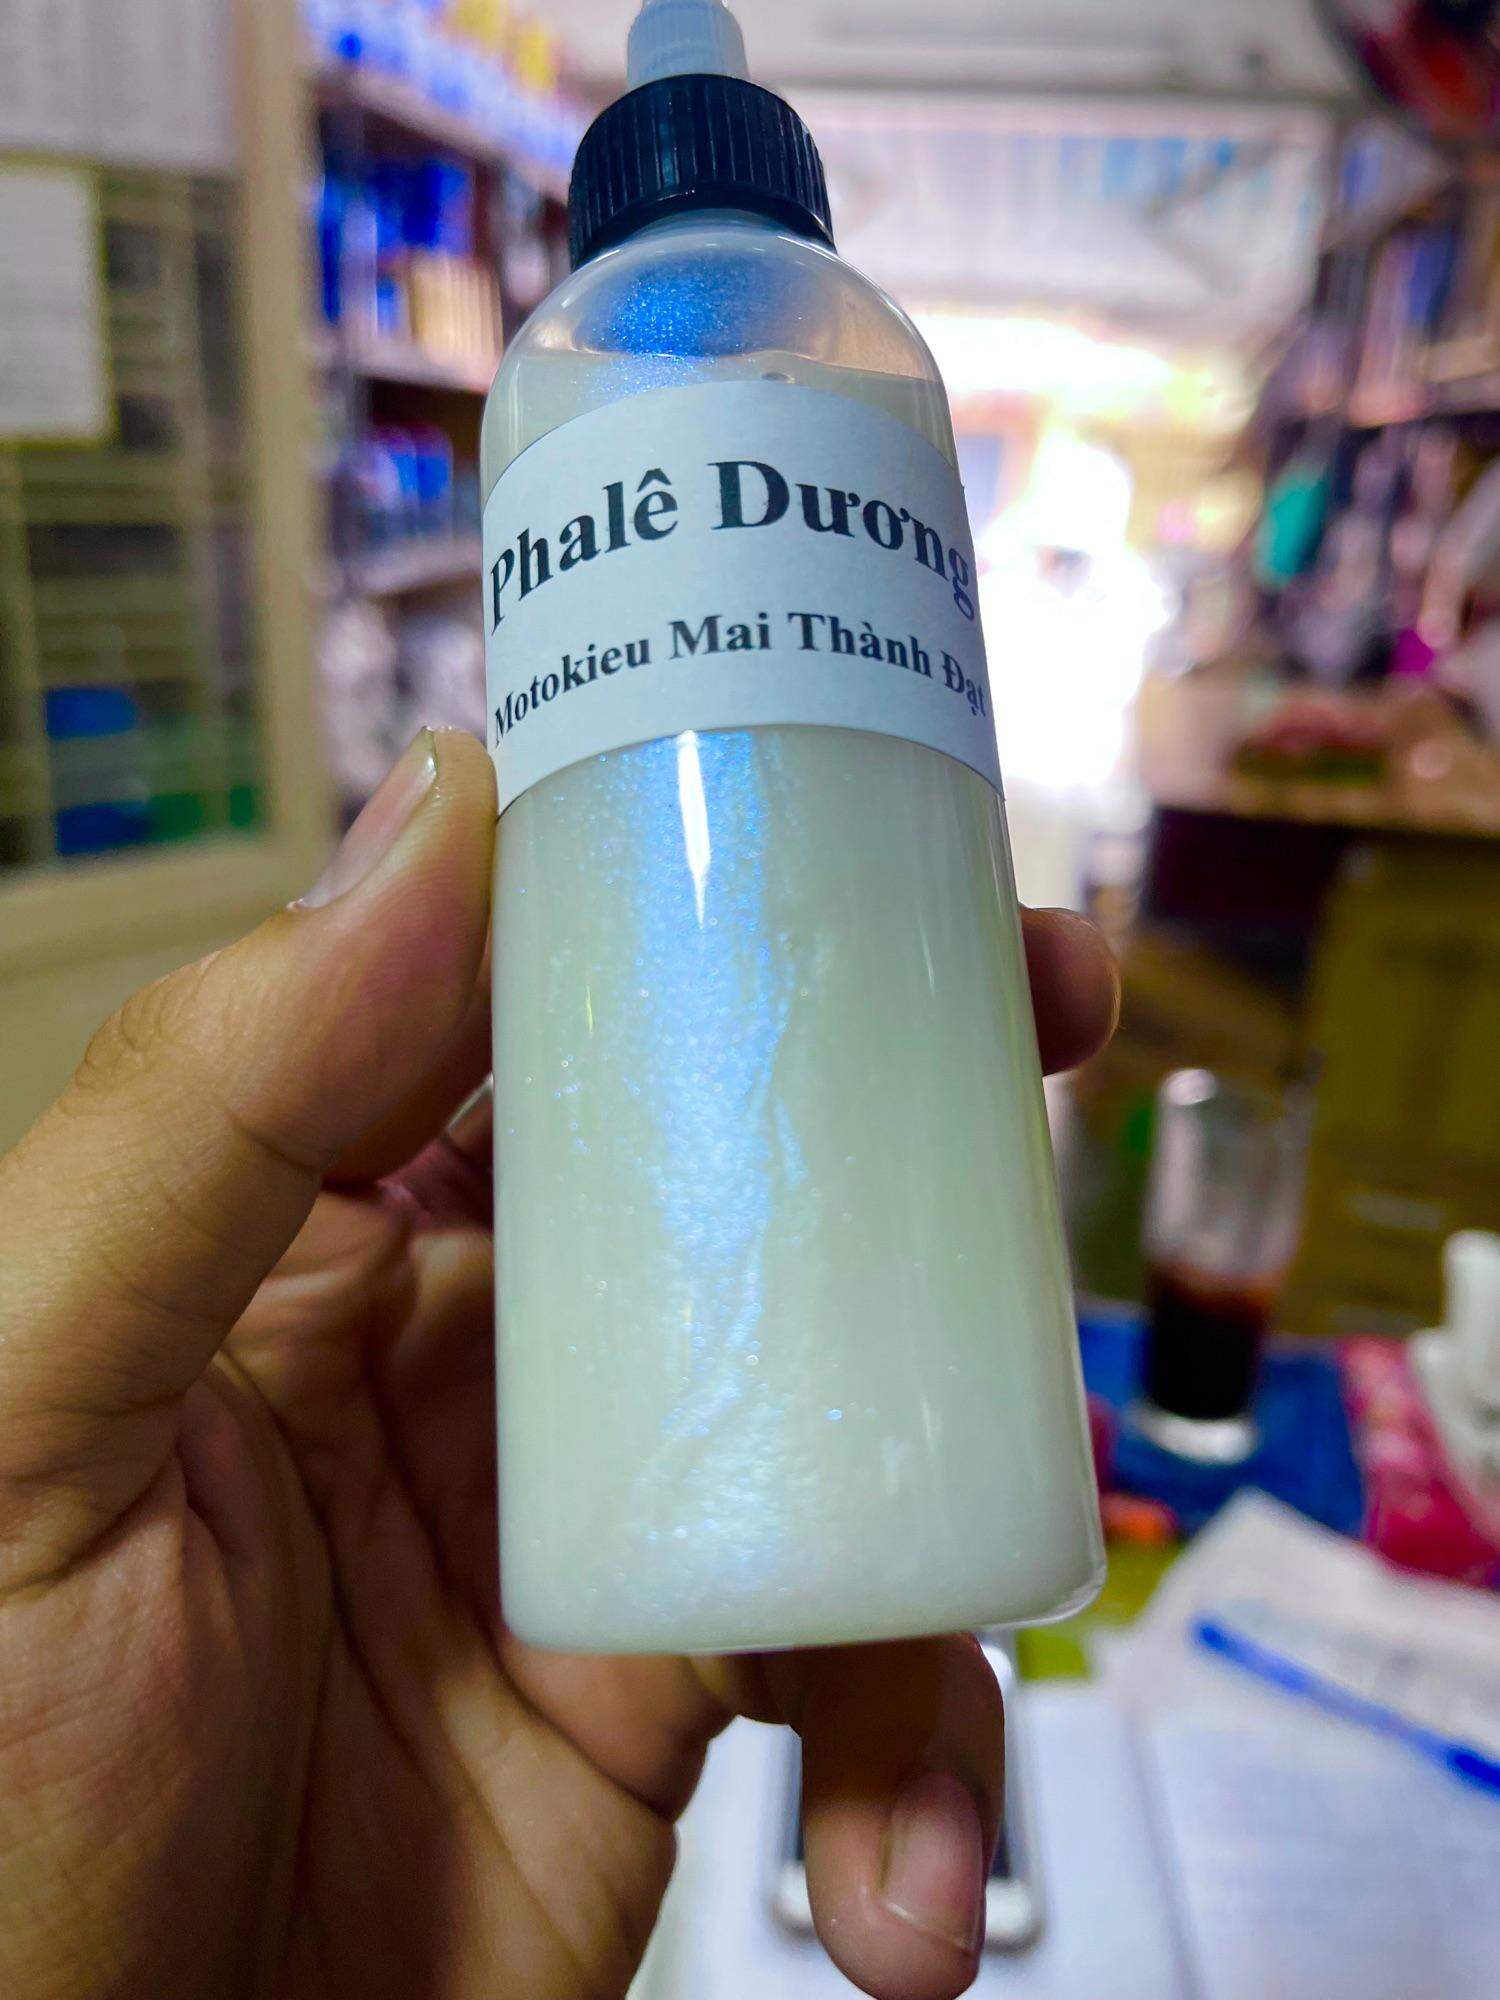 Phalê Dương
Motokieu Mai Thành Đạt